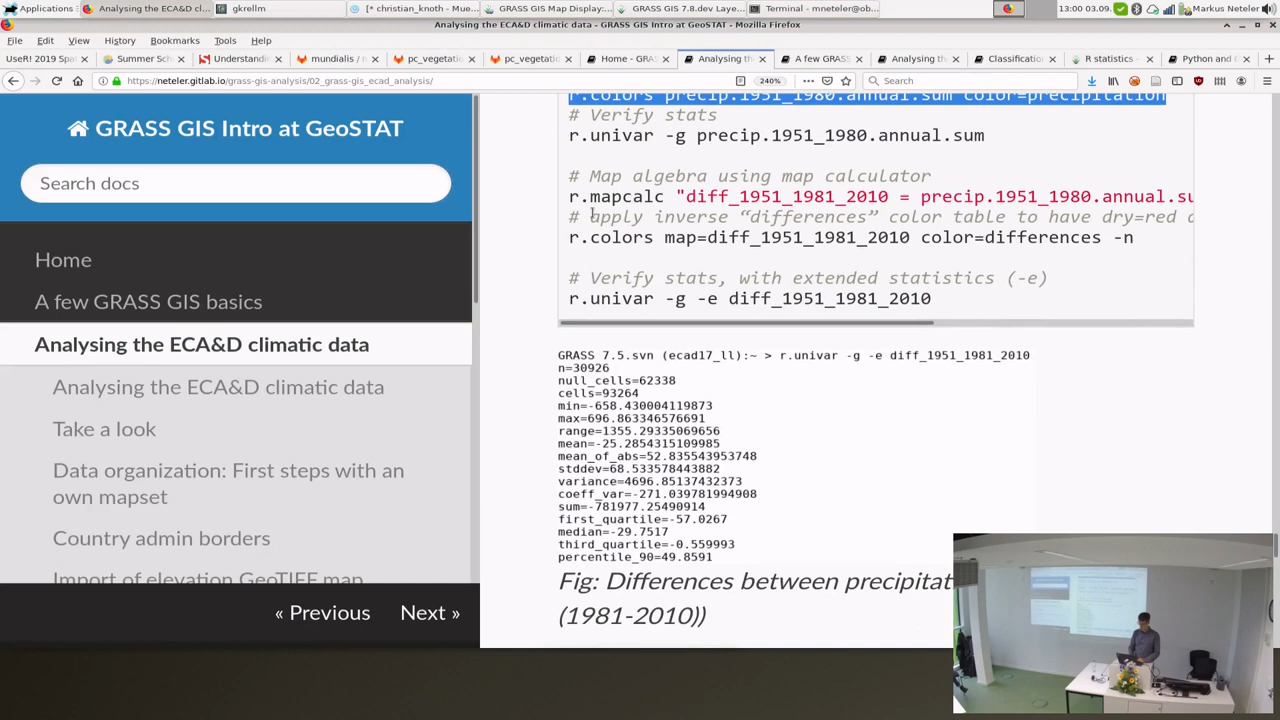 Applications
Analysing the ECA&D cl...
gkrellm
[* christian_knoth - Mue...
GRASS GIS Map Display:...
GRASS GIS 7.8.dev Laye...
Terminal - mneteler@ob...
13:00 03.09.
Markus Neteler
Analysing the ECA&D climatic data - GRASS GIS Intro at GeoSTAT - Mozilla Firefox
File Edit View History Bookmarks Tools Help
UseR! 2019 Spat
Summer Sch
Understandi
mundialis / n
pc_vegetatio
pc_vegetatio
Home - GRA
Analysing th
A few GRASS
Analysing th
Classification
R statistics -
Python and G
https://neteler.gitlab.io/grass-gis-analysis/02_grass-gis_ecad_analysis/
240%
Search
GRASS GIS Intro at GeoSTAT
Search docs
Home
A few GRASS GIS basics
Analysing the ECA&D climatic data
Analysing the ECA&D climatic data
Take a look
Data organization: First steps with an
own mapset
Country admin borders
Import of elevation GeoTIFF map
« Previous Next »
r.colors precip.1951_1980.annual.sum color=precipitation
# Verify stats
r.univar -g precip.1951_1980.annual.sum
# Map algebra using map calculator
r.mapcalc "diff_1951_1981_2010 = precip.1951_1980.annual.su
# apply inverse “differences” color table to have dry=red a
r.colors map=diff_1951_1981_2010 color=differences -n
# Verify stats, with extended statistics (-e)
r.univar -g -e diff_1951_1981_2010
GRASS 7.5.svn (ecad17_ll):~ > r.univar -g -e diff_1951_1981_2010
n=30926
null_cells=62338
cells=93264
min=-658.430004119873
max=696.863346576691
range=1355.29335069656
mean=-25.2854315109985
mean_of_abs=52.835543953748
stddev=68.533578443882
variance=4696.85137432373
coeff_var=-271.039781994908
sum=-781977.25490914
first_quartile=-57.0267
median=-29.7517
third_quartile=-0.559993
percentile_90=49.8591
Fig: Differences between precipitat
(1981-2010))